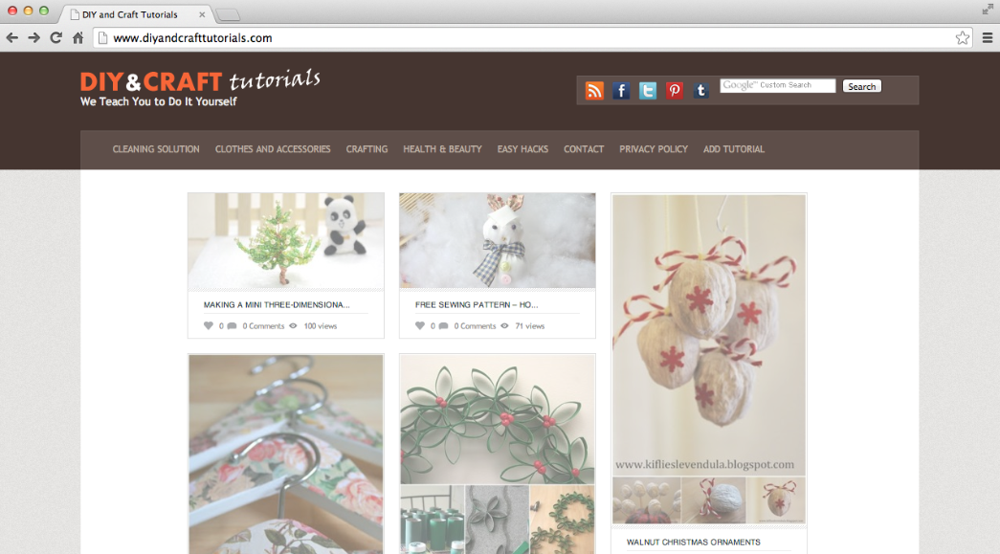 DIY and Craft Tutorials
www.diyandcrafttutorials.com
DIY&CRAFT tutorials
We Teach You to Do It Yourself
Google™ Custom Search
Search
CLEANING SOLUTION CLOTHES AND ACCESSORIES CRAFTING HEALTH & BEAUTY EASY HACKS CONTACT PRIVACY POLICY ADD TUTORIAL
MAKING A MINI THREE-DIMENSIONA...
0 0 Comments 100 views
FREE SEWING PATTERN – HO...
0 0 Comments 71 views
www.kiflieslevendula.blogspot.com
WALNUT CHRISTMAS ORNAMENTS